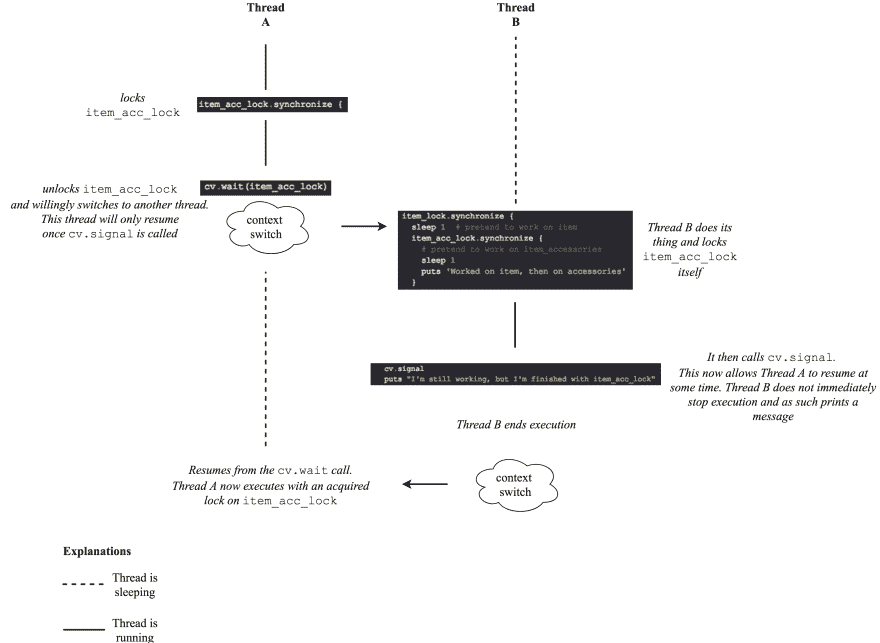 Thread
A
Thread
B
locks
item_acc_lock
item_acc_lock.synchronize {
unlocks item_acc_lock
and willingly switches to another thread.
This thread will only resume
once cv.signal is called
cv.wait(item_acc_lock)
context
switch
item_lock.synchronize {
sleep 1 # pretend to work on item
item_acc_lock.synchronize {
# pretend to work on item_accessories
sleep 1
puts 'Worked on item, then on accessories'
}
Thread B does its
thing and locks
item_acc_lock
itself
cv.signal
puts "I'm still working, but I'm finished with item_acc_lock"
It then calls cv.signal.
This now allows Thread A to resume at
some time. Thread B does not immediately
stop execution and as such prints a
message
Thread B ends execution
Resumes from the cv.wait call.
Thread A now executes with an acquired
lock on item_acc_lock
context
switch
Explanations
Thread is
sleeping
Thread is
running